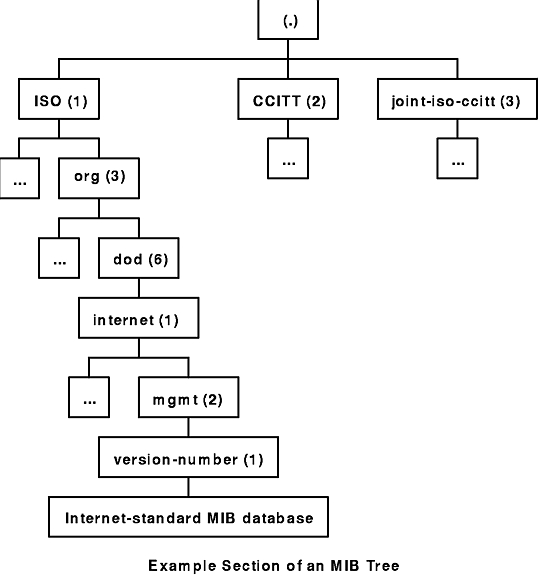 (.)
ISO (1)
CCITT (2)
joint-iso-ccitt (3)
...
org (3)
...
...
...
dod (6)
internet (1)
...
mgmt (2)
version-number (1)
Internet-standard MIB database
Example Section of an MIB Tree